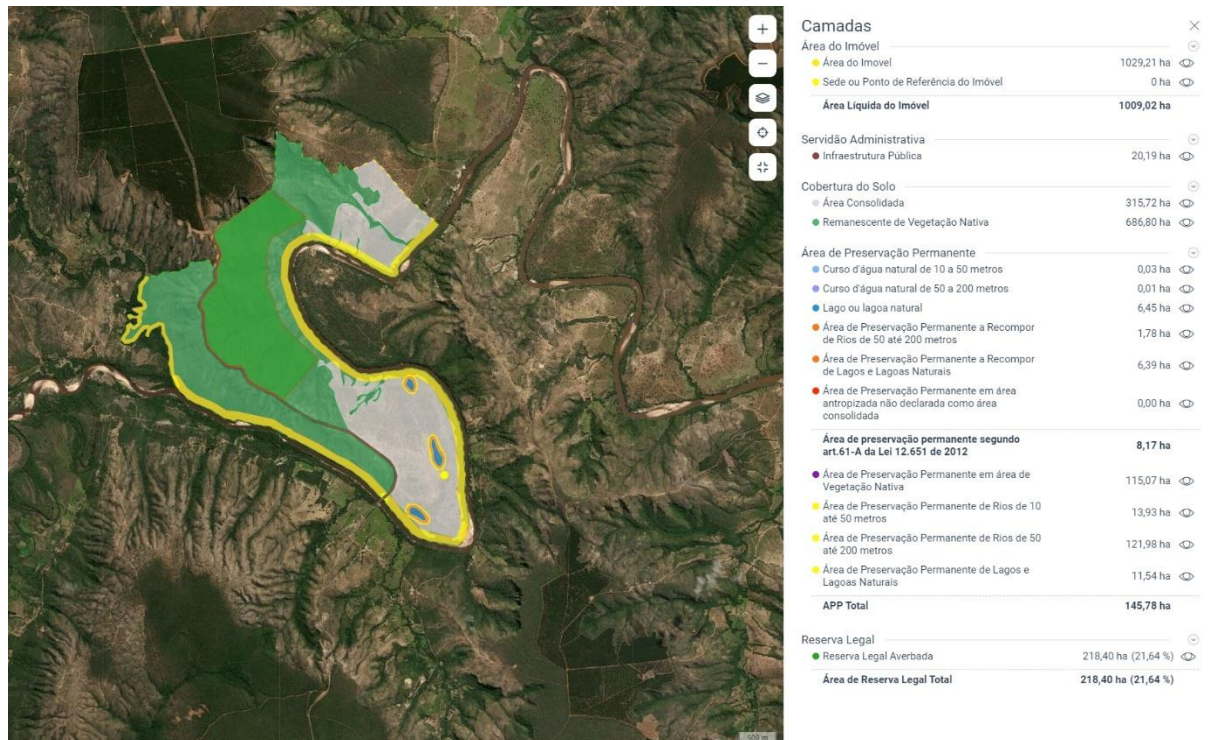 Camadas
Área do Imóvel
Área do Imovel 1029,21 ha
Sede ou Ponto de Referência do Imóvel 0 ha
Área Líquida do Imóvel 1009,02 ha
Servidão Administrativa
Infraestrutura Pública 20,19 ha
Cobertura do Solo
Área Consolidada 315,72 ha
Remanescente de Vegetação Nativa 686,80 ha
Área de Preservação Permanente
Curso d'água natural de 10 a 50 metros 0,03 ha
Curso d'água natural de 50 a 200 metros 0,01 ha
Lago ou lagoa natural 6,45 ha
Área de Preservação Permanente a Recompor
de Rios de 50 até 200 metros 1,78 ha
Área de Preservação Permanente a Recompor
de Lagos e Lagoas Naturais 6,39 ha
Área de Preservação Permanente em área
antropizada não declarada como área
consolidada 0,00 ha
Área de preservação permanente segundo
art.61-A da Lei 12.651 de 2012 8,17 ha
Área de Preservação Permanente em área de
Vegetação Nativa 115,07 ha
Área de Preservação Permanente de Rios de 10
até 50 metros 13,93 ha
Área de Preservação Permanente de Rios de 50
até 200 metros 121,98 ha
Área de Preservação Permanente de Lagos e
Lagoas Naturais 11,54 ha
APP Total 145,78 ha
Reserva Legal
Reserva Legal Averbada 218,40 ha (21,64 %)
Área de Reserva Legal Total 218,40 ha (21,64 %)
500 m